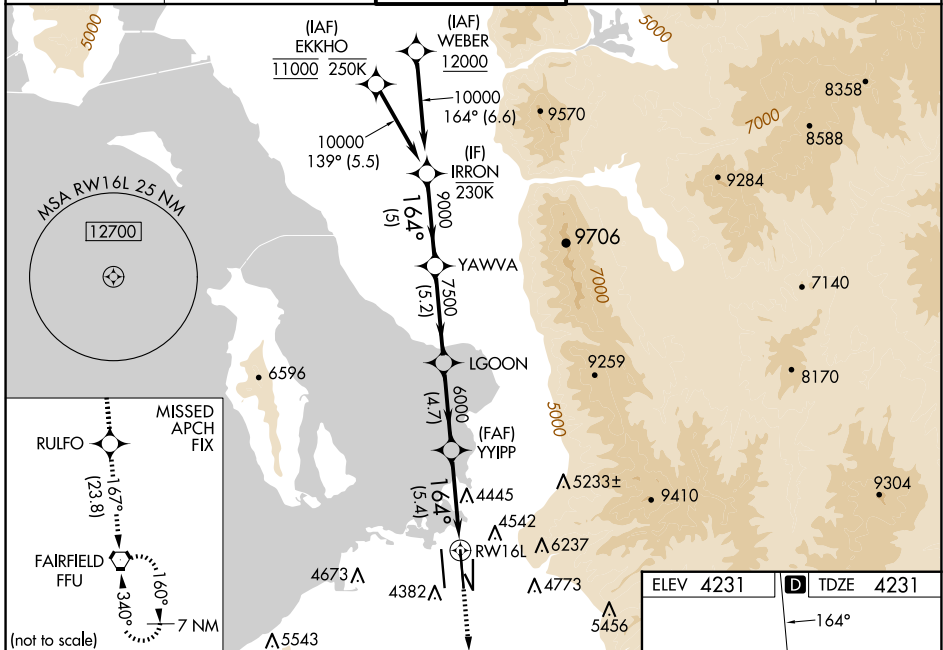 5000
(IAF)
EKKHO
11000 250K
(IAF)
WEBER
12000
5000
10000
164° (6.6)
10000
139° (5.5)
9570
8358
7000
8588
(IF)
IRRON
230K
9284
MSA RW16L 25 NM
12700
9000
164°
(5)
9706
YAWVA
7000
7140
7500
(5.2)
LGOON
6596
9259
8170
6000
(4.7)
5000
(FAF)
YYIPP
MISSED
APCH
FIX
RULFO
167°
(23.8)
FAIRFIELD
FFU
160°
340°
7 NM
(not to scale)
164°
(5.4)
4445
5233±
9410
9304
4542
RW16L
6237
4673
4382
4773
5456
5543
ELEV 4231
D TDZE 4231
164°